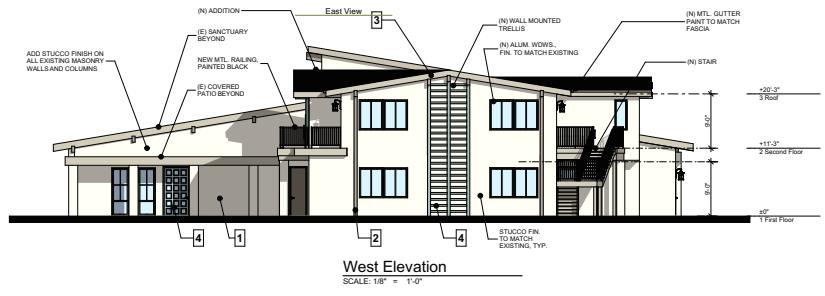 (N) ADDITION
East View
3
(N) WALL MOUNTED
TRELLIS
(N) MTL. GUTTER
PAINT TO MATCH
FASCIA
(E) SANCTUARY
BEYOND
ADD STUCCO FINISH ON
ALL EXISTING MASONRY
WALLS AND COLUMNS
NEW MTL. RAILING,
PAINTED BLACK
(N) ALUM. WDWS.,
FIN. TO MATCH EXISTING
(N) STAIR
(E) COVERED
PATIO BEYOND
+20'-3"
3 Roof
9'-0"
+11'-3"
2 Second Floor
9'-0"
±0"
1 First Floor
4
1
2
4
STUCCO FIN.
TO MATCH
EXISTING, TYP.
West Elevation
SCALE: 1/8" = 1'-0"